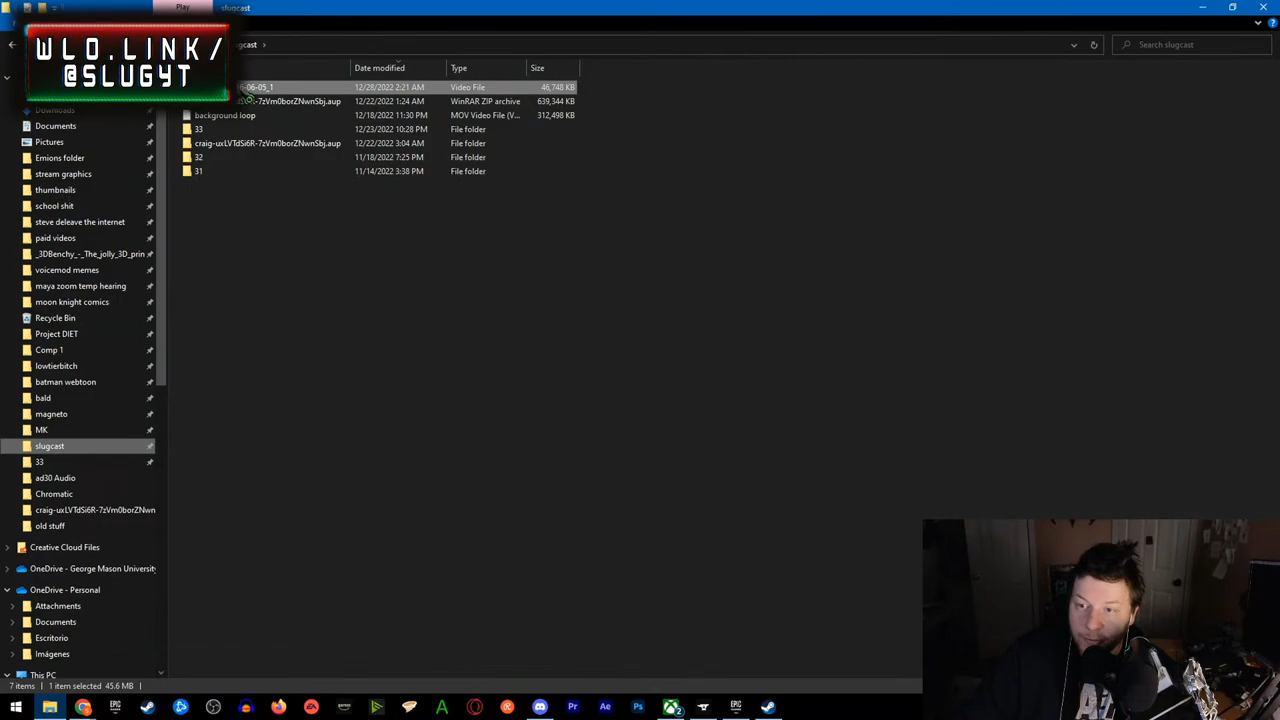 Play
slugcast
WLO.LINK/
@SLUGYT
Search slugcast
Date modified
Type
Size
6-06-05_1
12/28/2022 2:21 AM
Video File
46,748 KB
-7zVm0borZNwnSbj.aup
12/22/2022 1:24 AM
WinRAR ZIP archive
639,344 KB
background loop
12/18/2022 11:30 PM
MOV Video File (V...
312,498 KB
33
12/23/2022 10:28 PM
File folder
craig-uxLVTdSi6R-7zVm0borZNwnSbj.aup
12/22/2022 3:04 AM
File folder
32
11/18/2022 7:25 PM
File folder
31
11/14/2022 3:38 PM
File folder
Downloads
Documents
Pictures
Emions folder
stream graphics
thumbnails
school shit
steve deleave the internet
paid videos
_3DBenchy_-_The_jolly_3D_prin
voicemod memes
maya zoom temp hearing
moon knight comics
Recycle Bin
Project DIET
Comp 1
lowtierbitch
batman webtoon
bald
magneto
MK
slugcast
33
ad30 Audio
Chromatic
craig-uxLVTdSi6R-7zVm0borZNwn
old stuff
Creative Cloud Files
OneDrive - George Mason University
OneDrive - Personal
Attachments
Documents
Escritorio
Imágenes
This PC
7 items
1 item selected 45.6 MB